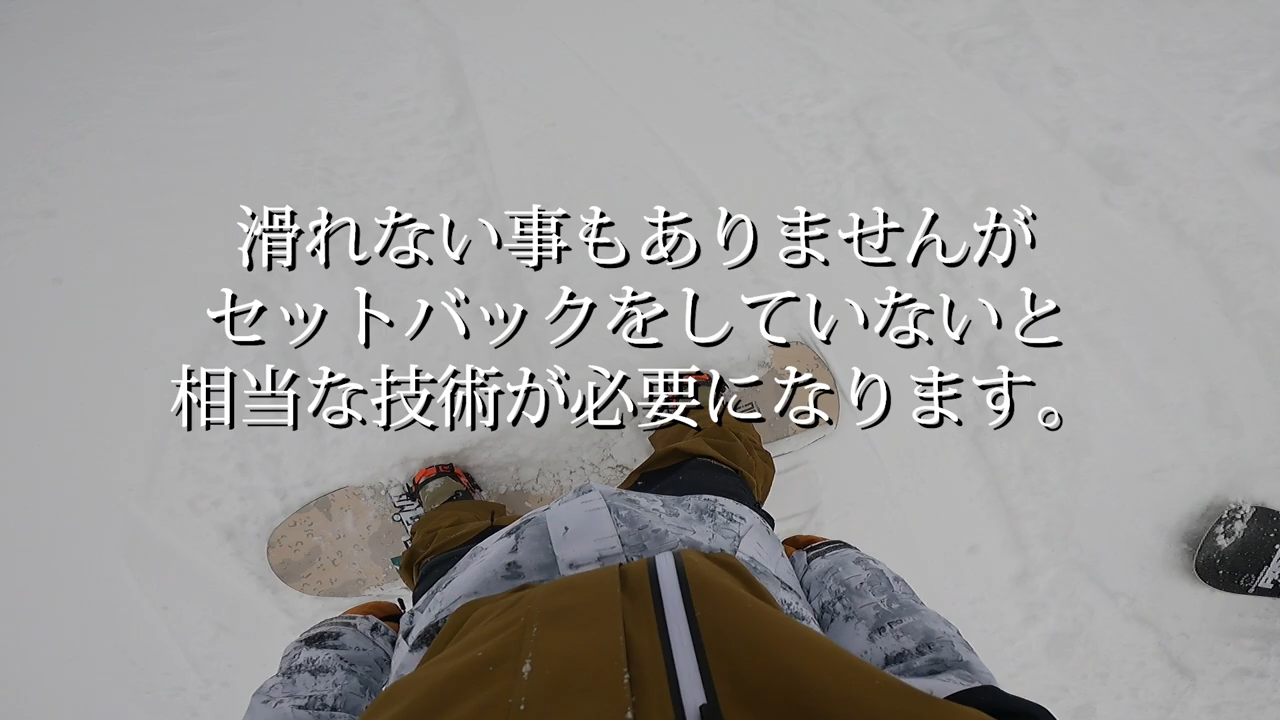 滑れない事もありませんが
セットバックをしていないと
相当な技術が必要になります。